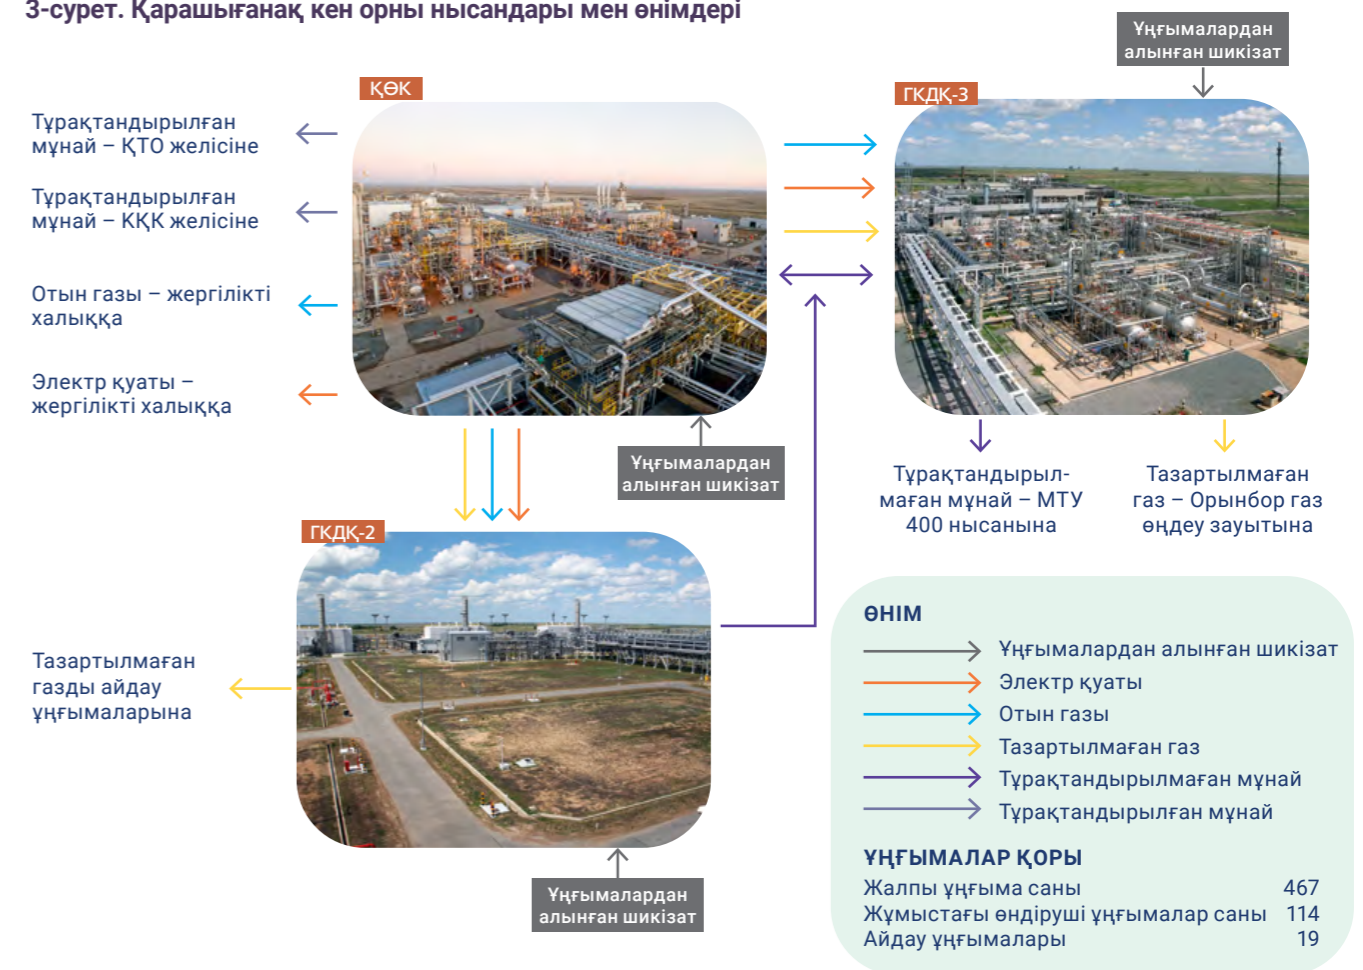 3-сурет. Қарашығанақ кен орны нысандары мен өнімдері
Ұңғымалардан
алынған шикізат
ҚӨК
ГКДҚ-3
Тұрақтандырылған
мұнай – ҚТО желісіне
Тұрақтандырылған
мұнай – КҚК желісіне
Отын газы – жергілікті
халыққа
Электр қуаты –
жергілікті халыққа
Ұңғымалардан
алынған шикізат
Тұрақтандырыл-
маған мұнай – МТУ
400 нысанына
Тазартылмаған
газ – Орынбор газ
өңдеу зауытына
ГКДҚ-2
Тазартылмаған
газды айдау
ұңғымаларына
Ұңғымалардан
алынған шикізат
ӨНІМ
Ұңғымалардан алынған шикізат
Электр қуаты
Отын газы
Тазартылмаған газ
Тұрақтандырылмаған мұнай
Тұрақтандырылған мұнай
ҰҢҒЫМАЛАР ҚОРЫ
Жалпы ұңғыма саны 467
Жұмыстағы өндіруші ұңғымалар саны 114
Айдау ұңғымалары 19